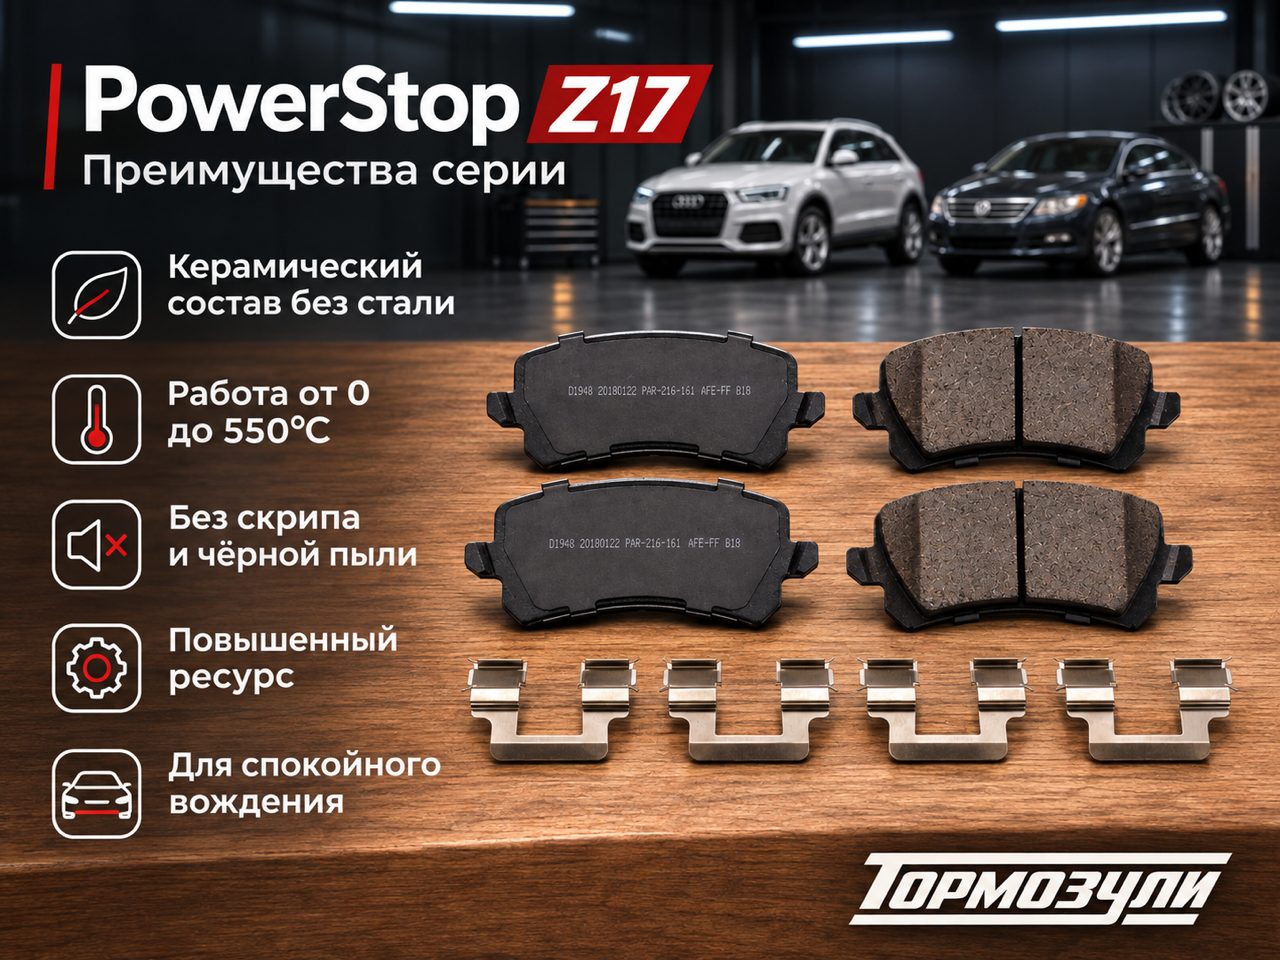 PowerStop Z17
Преимущества серии
Керамический
состав без стали
Работа от 0
до 550°C
Без скрипа
и чёрной пыли
Повышенный
ресурс
Для спокойного
вождения
D1948 20180122 PAR-216-161 AFE-FF B18
D1948 20180122 PAR-216-161 AFE-FF B18
ТОРМОЗУЛИ